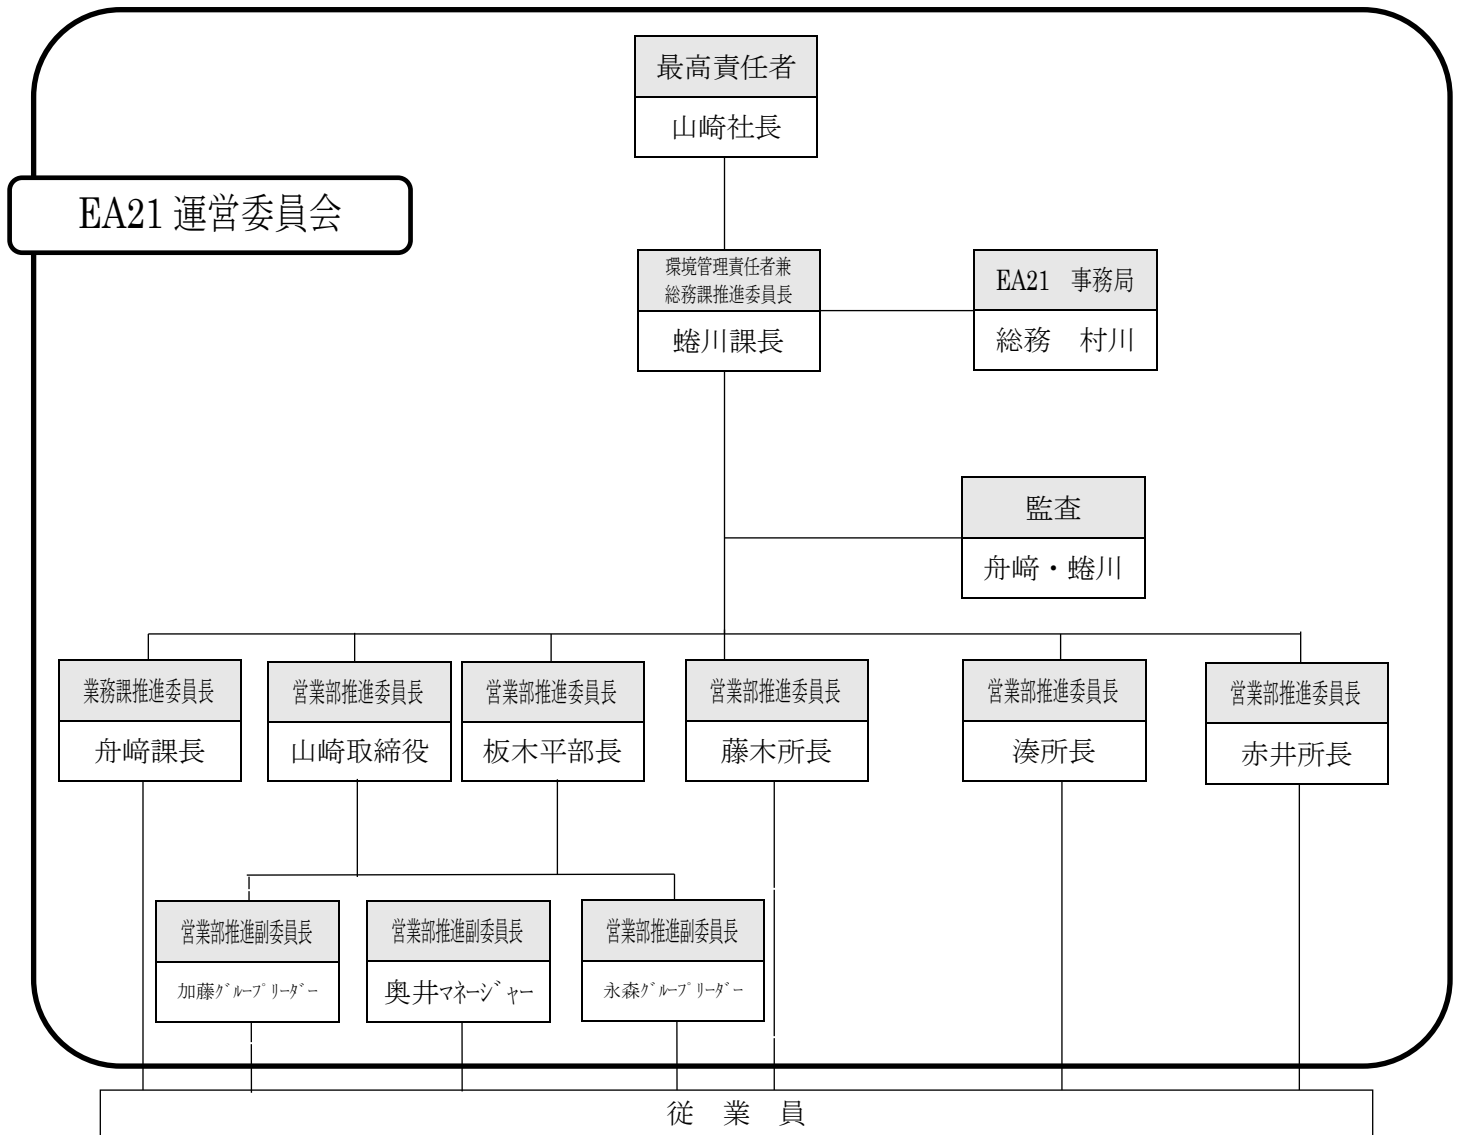 最高責任者
山崎社長
EA21 運営委員会
環境管理責任者兼
総務課推進委員長
蜷川課長
EA21　事務局
総務　村川
監査
舟﨑・蜷川
業務課推進委員長
舟﨑課長
営業部推進委員長
山崎取締役
営業部推進委員長
板木平部長
営業部推進委員長
藤木所長
営業部推進委員長
湊所長
営業部推進委員長
赤井所長
営業部推進副委員長
加藤ｸﾞﾙｰﾌﾟﾘｰﾀﾞｰ
営業部推進副委員長
奥井ﾏﾈｰｼﾞｬｰ
営業部推進副委員長
永森ｸﾞﾙｰﾌﾟﾘｰﾀﾞｰ
従　業　員